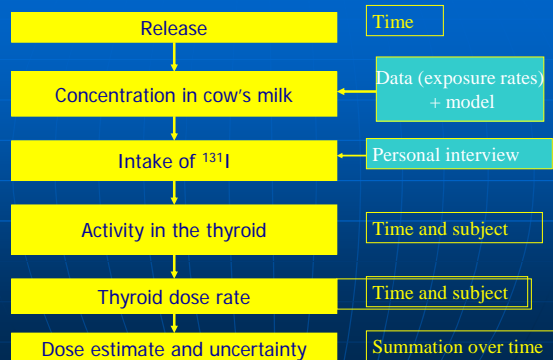 Release
Time
Concentration in cow's milk
Data (exposure rates)
+ model
Intake of ¹³¹I
Personal interview
Activity in the thyroid
Time and subject
Thyroid dose rate
Time and subject
Dose estimate and uncertainty
Summation over time